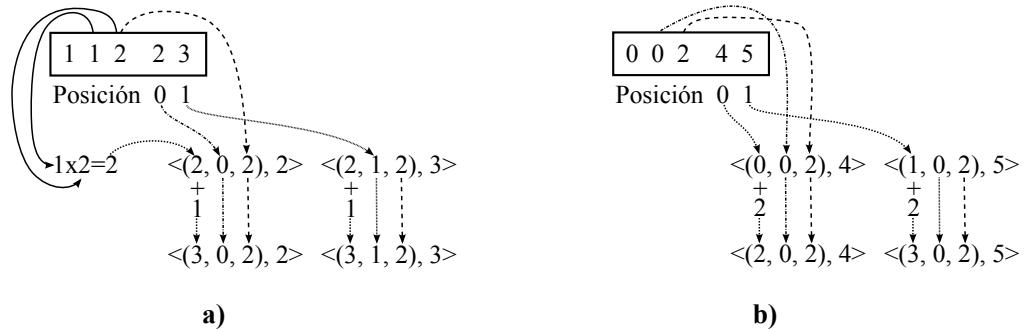 1 1 2 2 3
0 0 2 4 5
Posición 0 1
Posición 0 1
1x2=2
<(2, 0, 2), 2>
<(2, 1, 2), 3>
<(0, 0, 2), 4>
<(1, 0, 2), 5>
+
+
+
+
1
1
2
2
<(3, 0, 2), 2>
<(3, 1, 2), 3>
<(2, 0, 2), 4>
<(3, 0, 2), 5>
a)
b)